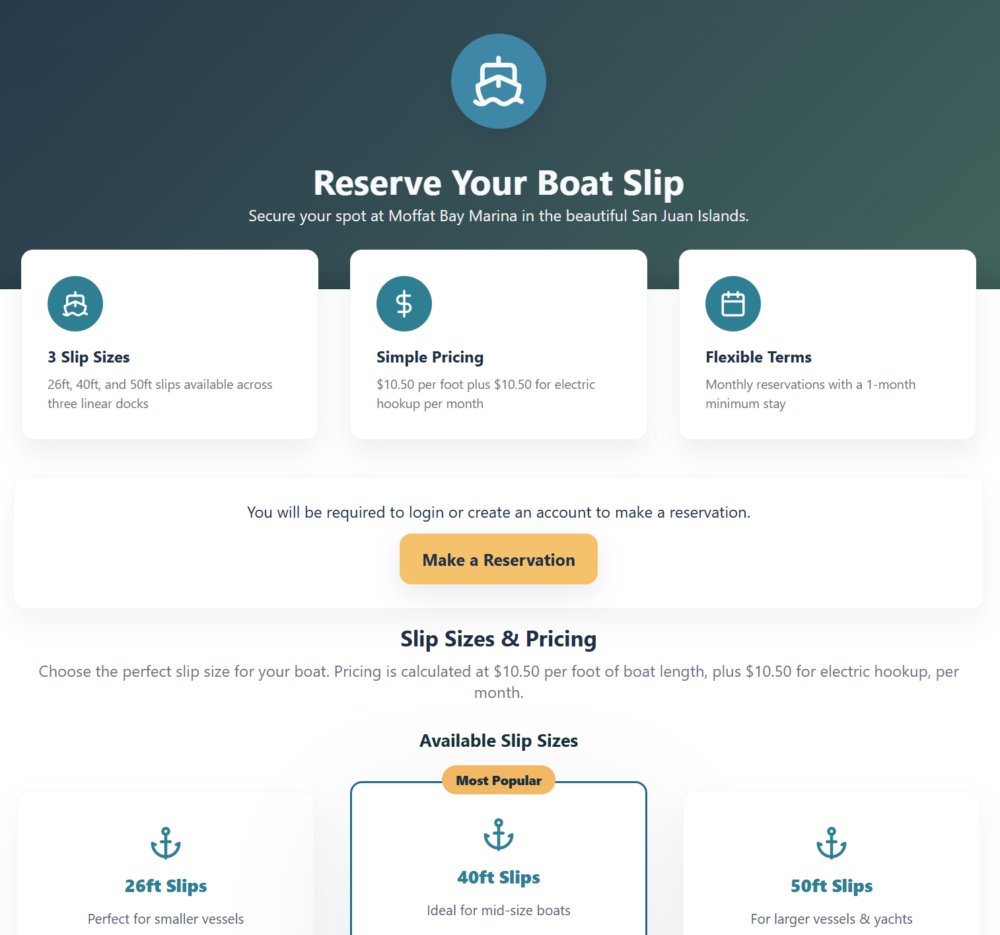 Reserve Your Boat Slip
Secure your spot at Moffat Bay Marina in the beautiful San Juan Islands.
3 Slip Sizes
26ft, 40ft, and 50ft slips available across
three linear docks
Simple Pricing
$10.50 per foot plus $10.50 for electric
hookup per month
Flexible Terms
Monthly reservations with a 1-month
minimum stay
You will be required to login or create an account to make a reservation.
Make a Reservation
Slip Sizes & Pricing
Choose the perfect slip size for your boat. Pricing is calculated at $10.50 per foot of boat length, plus $10.50 for electric hookup, per
month.
Available Slip Sizes
26ft Slips
Perfect for smaller vessels
Most Popular
40ft Slips
Ideal for mid-size boats
50ft Slips
For larger vessels & yachts